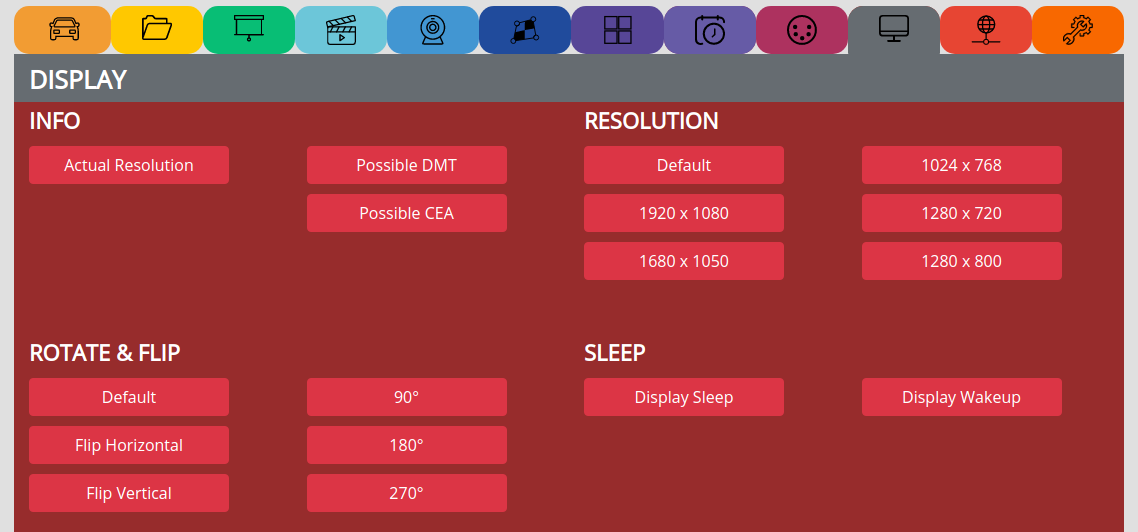 DISPLAY
INFO
Actual Resolution
Possible DMT
Possible CEA
RESOLUTION
Default
1024 x 768
1920 x 1080
1280 x 720
1680 x 1050
1280 x 800
ROTATE & FLIP
Default
90°
Flip Horizontal
180°
Flip Vertical
270°
SLEEP
Display Sleep
Display Wakeup